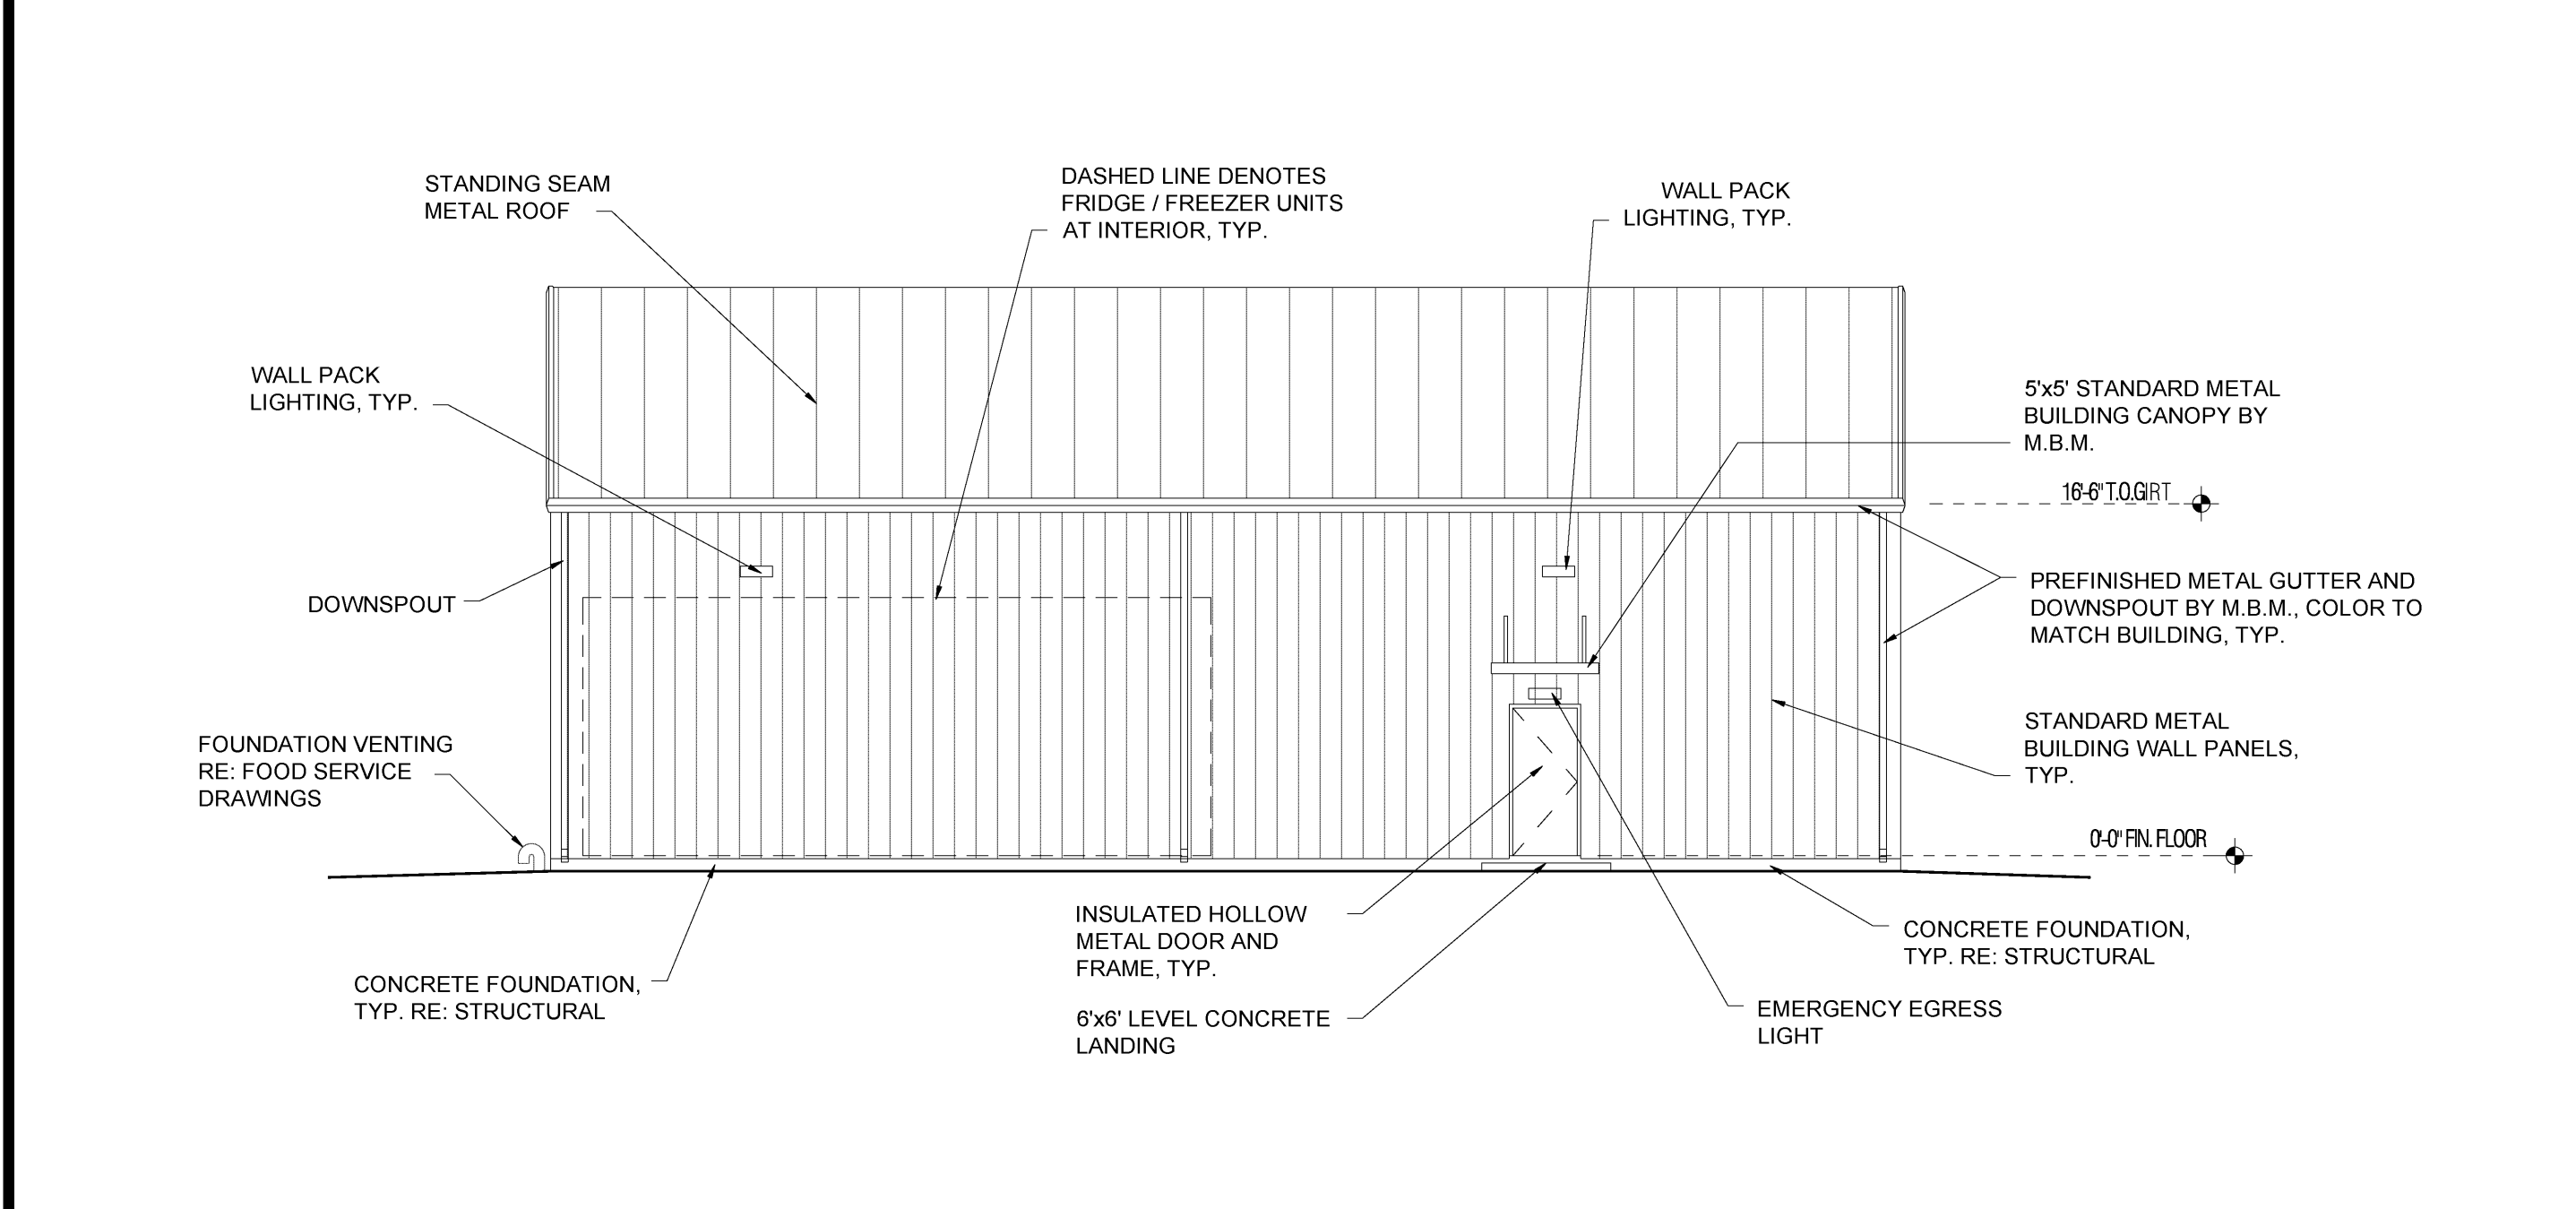 STANDING SEAM
METAL ROOF
DASHED LINE DENOTES
FRIDGE / FREEZER UNITS
AT INTERIOR, TYP.
WALL PACK
LIGHTING, TYP.
WALL PACK
LIGHTING, TYP.
5'x5' STANDARD METAL
BUILDING CANOPY BY
M.B.M.
16'-6" T.O.GIRT
DOWNSPOUT
PREFINISHED METAL GUTTER AND
DOWNSPOUT BY M.B.M., COLOR TO
MATCH BUILDING, TYP.
FOUNDATION VENTING
RE: FOOD SERVICE
DRAWINGS
STANDARD METAL
BUILDING WALL PANELS,
TYP.
0'-0" FIN. FLOOR
INSULATED HOLLOW
METAL DOOR AND
FRAME, TYP.
CONCRETE FOUNDATION,
TYP. RE: STRUCTURAL
CONCRETE FOUNDATION,
TYP. RE: STRUCTURAL
6'x6' LEVEL CONCRETE
LANDING
EMERGENCY EGRESS
LIGHT